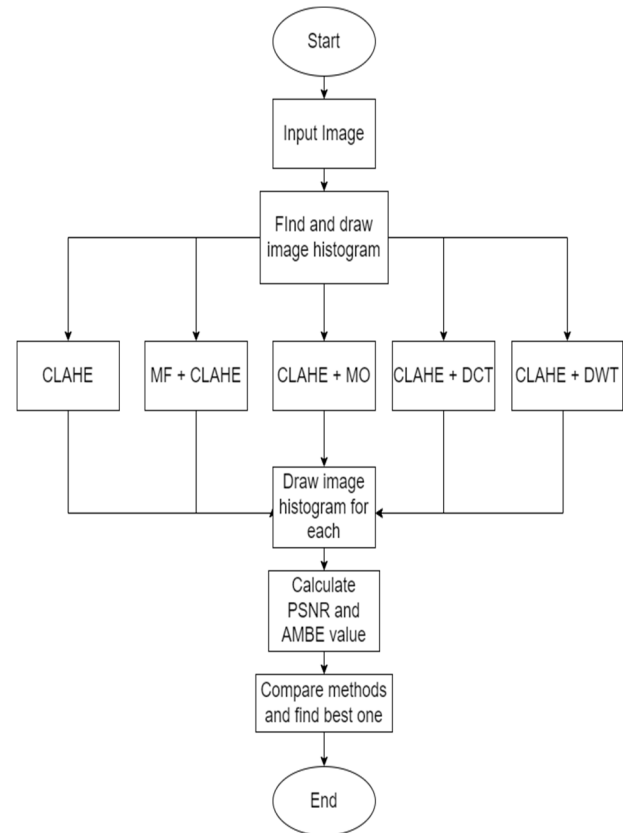 Start
Input Image
FInd and draw
image histogram
CLAHE
MF + CLAHE
CLAHE + MO
CLAHE + DCT
CLAHE + DWT
Draw image
histogram for
each
Calculate
PSNR and
AMBE value
Compare methods
and find best one
End